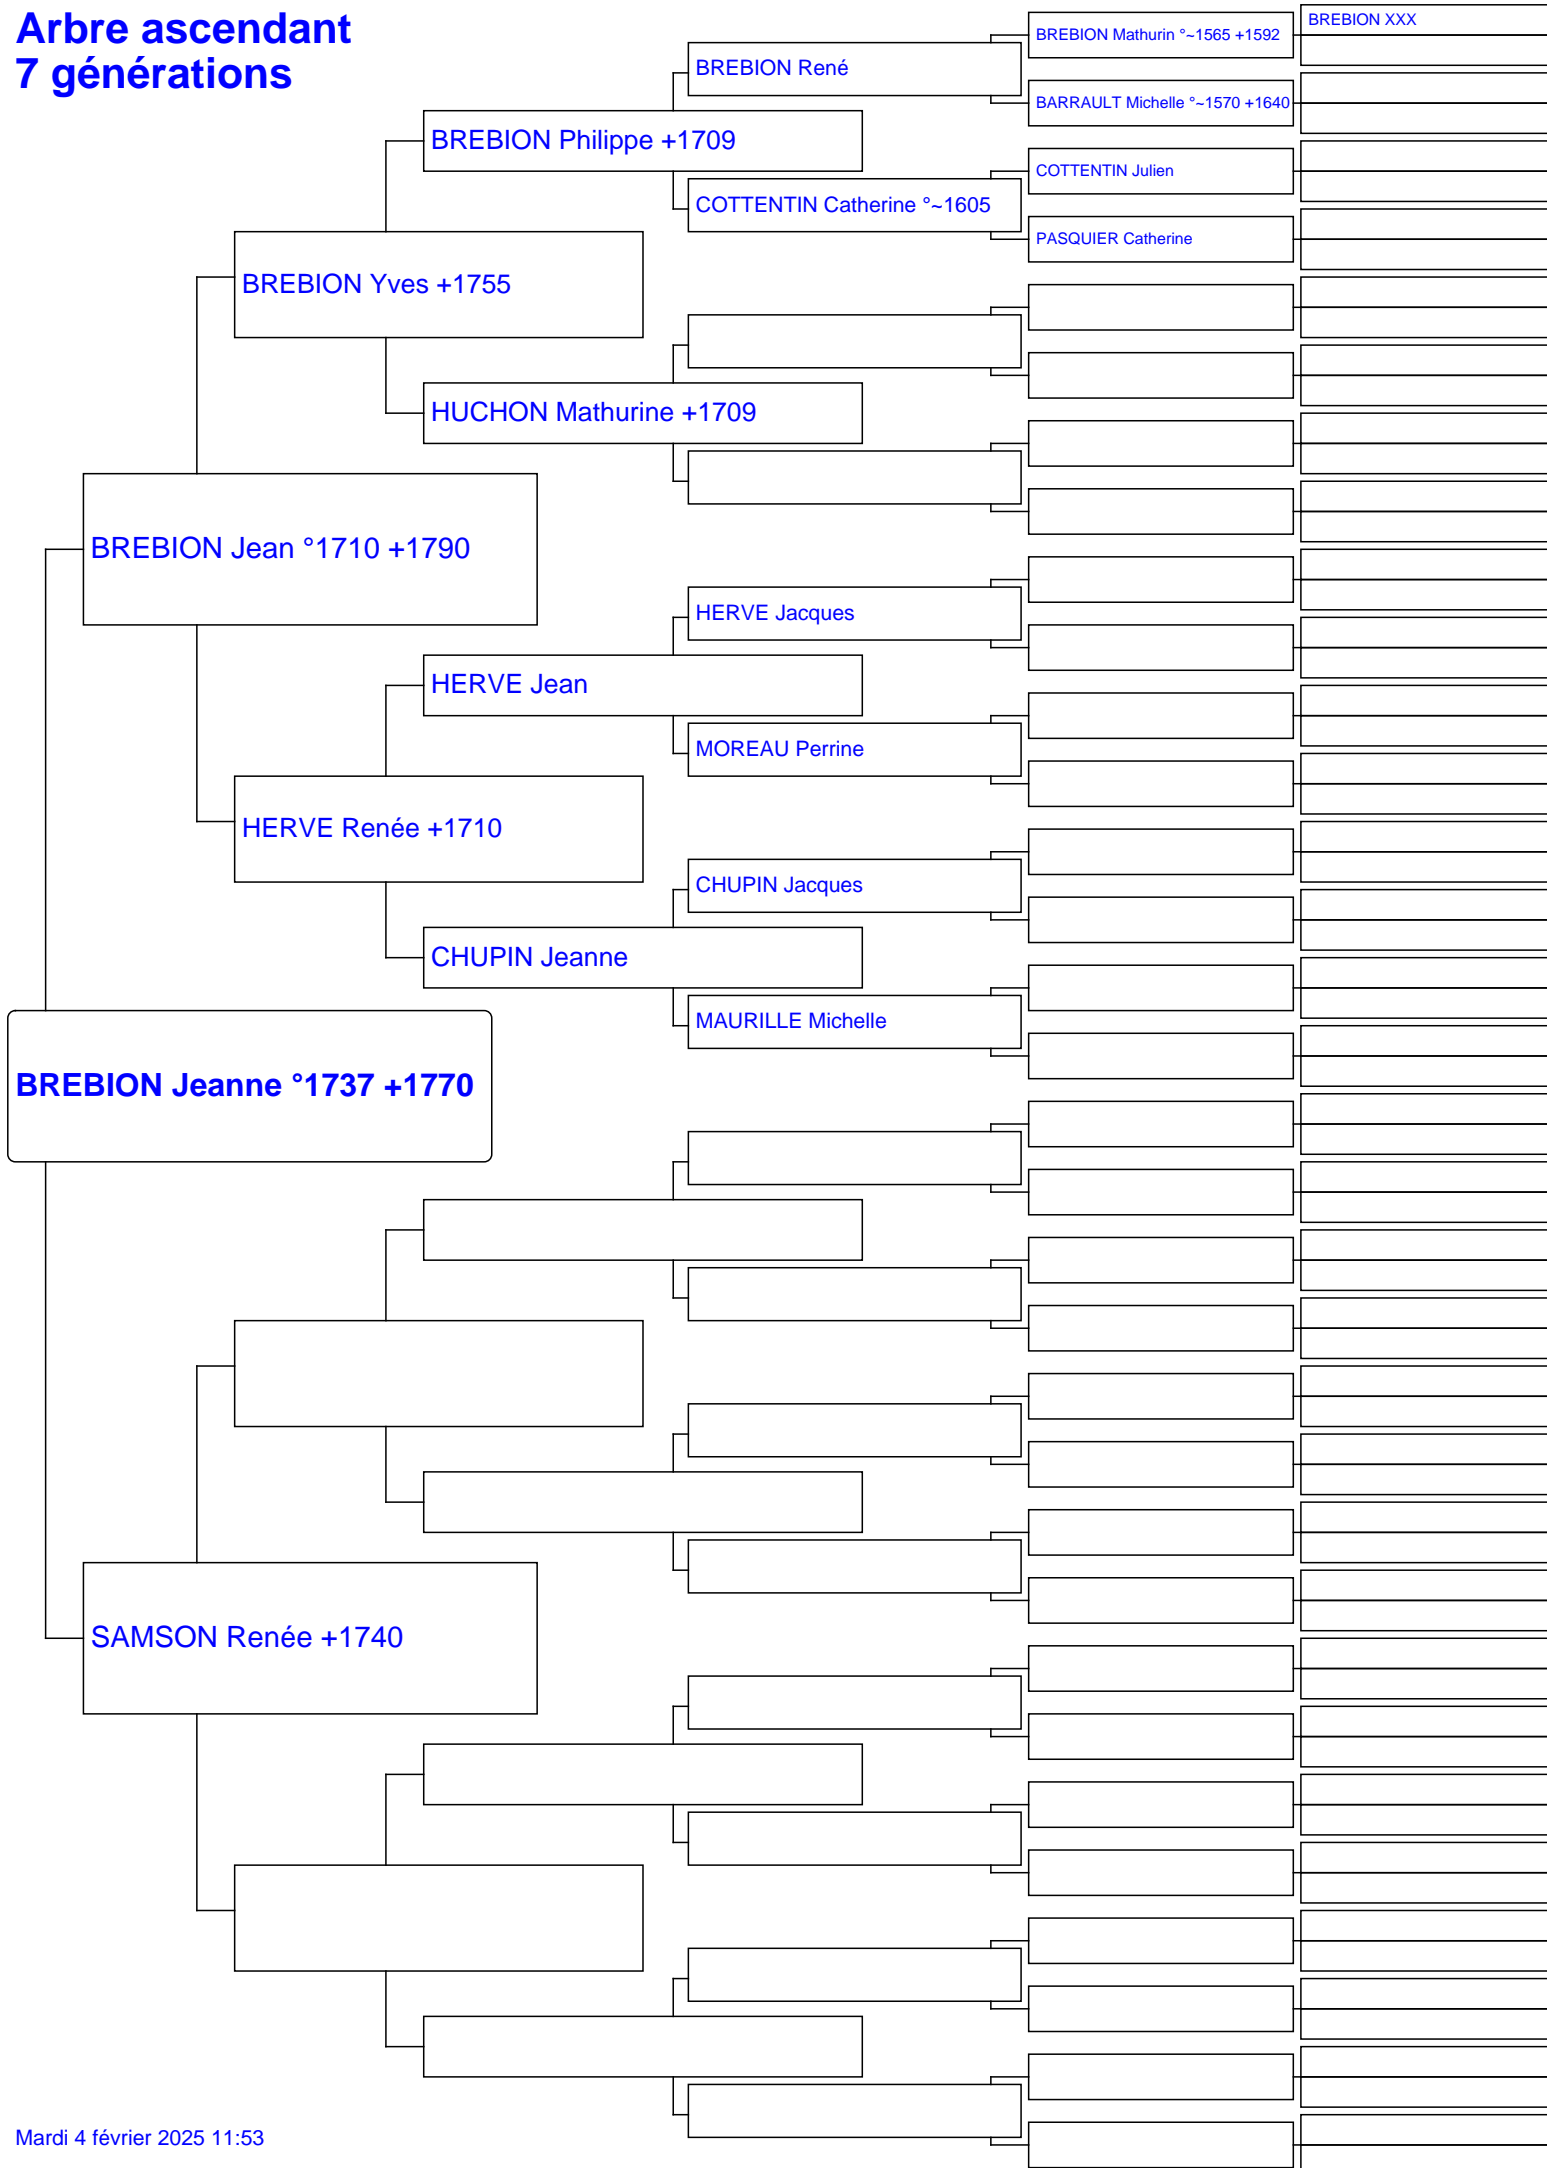 Arbre ascendant
7 générations
BREBION XXX
BREBION Mathurin °~1565 +1592
BREBION René
BARRAULT Michelle °~1570 +1640
BREBION Philippe +1709
COTTENTIN Julien
COTTENTIN Catherine °~1605
PASQUIER Catherine
BREBION Yves +1755
HUCHON Mathurine +1709
BREBION Jean °1710 +1790
HERVE Jacques
HERVE Jean
MOREAU Perrine
HERVE Renée +1710
CHUPIN Jacques
CHUPIN Jeanne
MAURILLE Michelle
BREBION Jeanne °1737 +1770
SAMSON Renée +1740
Mardi 4 février 2025 11:53